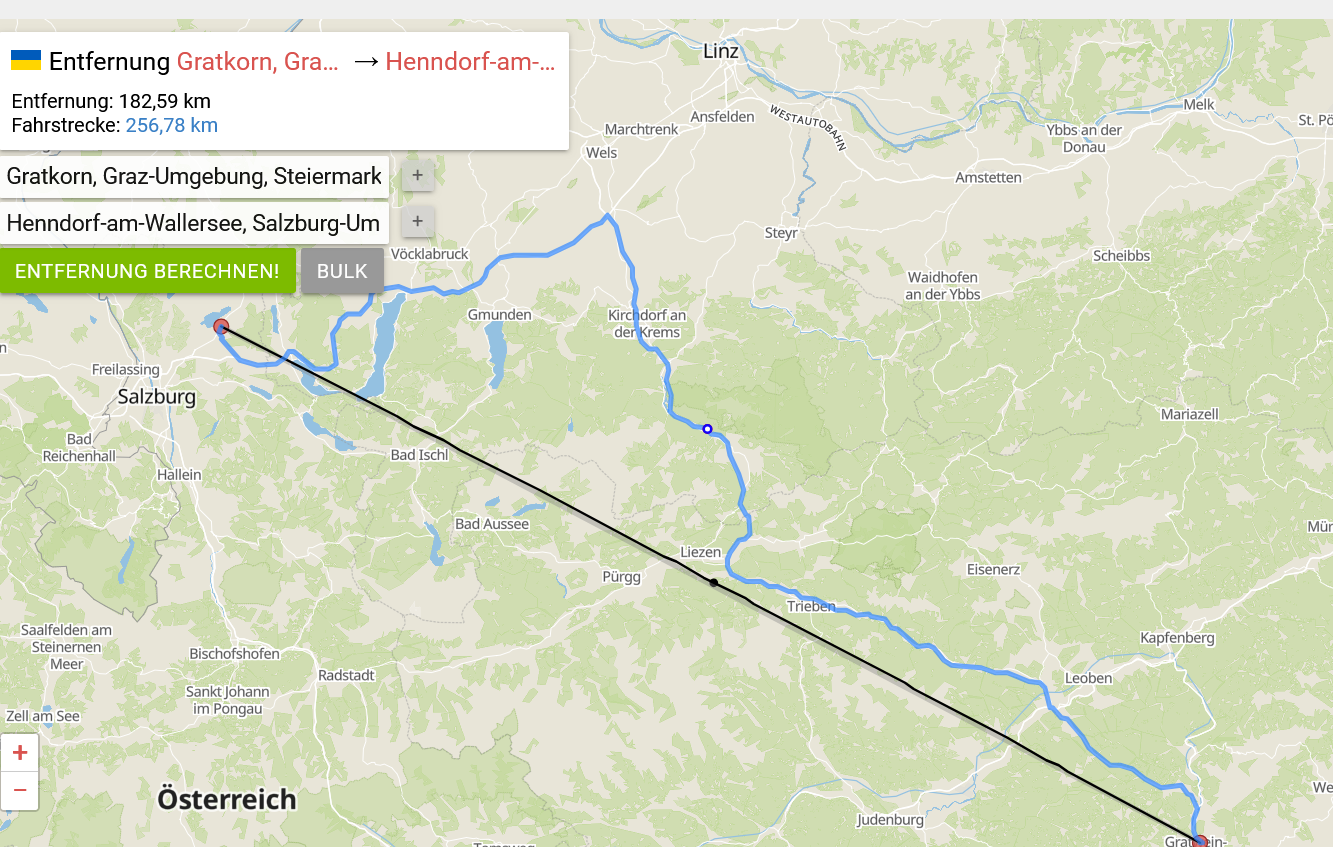 Entfernung Gratkorn, Gra... → Henndorf-am-...
Entfernung: 182,59 km
Fahrstrecke: 256,78 km
Gratkorn, Graz-Umgebung, Steiermark
+
Henndorf-am-Wallersee, Salzburg-Um
+
ENTFERNUNG BERECHNEN!
BULK
Linz
Ansfelden
WESTAUTOBAHN
Marchtrenk
Wels
Melk
Ybbs an der
Donau
St. Pö
Amstetten
Steyr
Scheibbs
Vöcklabruck
Waidhofen
an der Ybbs
Gmunden
Kirchdorf an
der Krems
Freilassing
Salzburg
Mariazell
Bad
Reichenhall
Bad Ischl
Hallein
Bad Aussee
Mür
Liezen
Pürgg
Eisenerz
Trieben
Saalfelden am
Steinernen
Meer
Bischofshofen
Kapfenberg
Radstadt
Leoben
Sankt Johann
im Pongau
Zell am See
+
−
Österreich
We
Judenburg